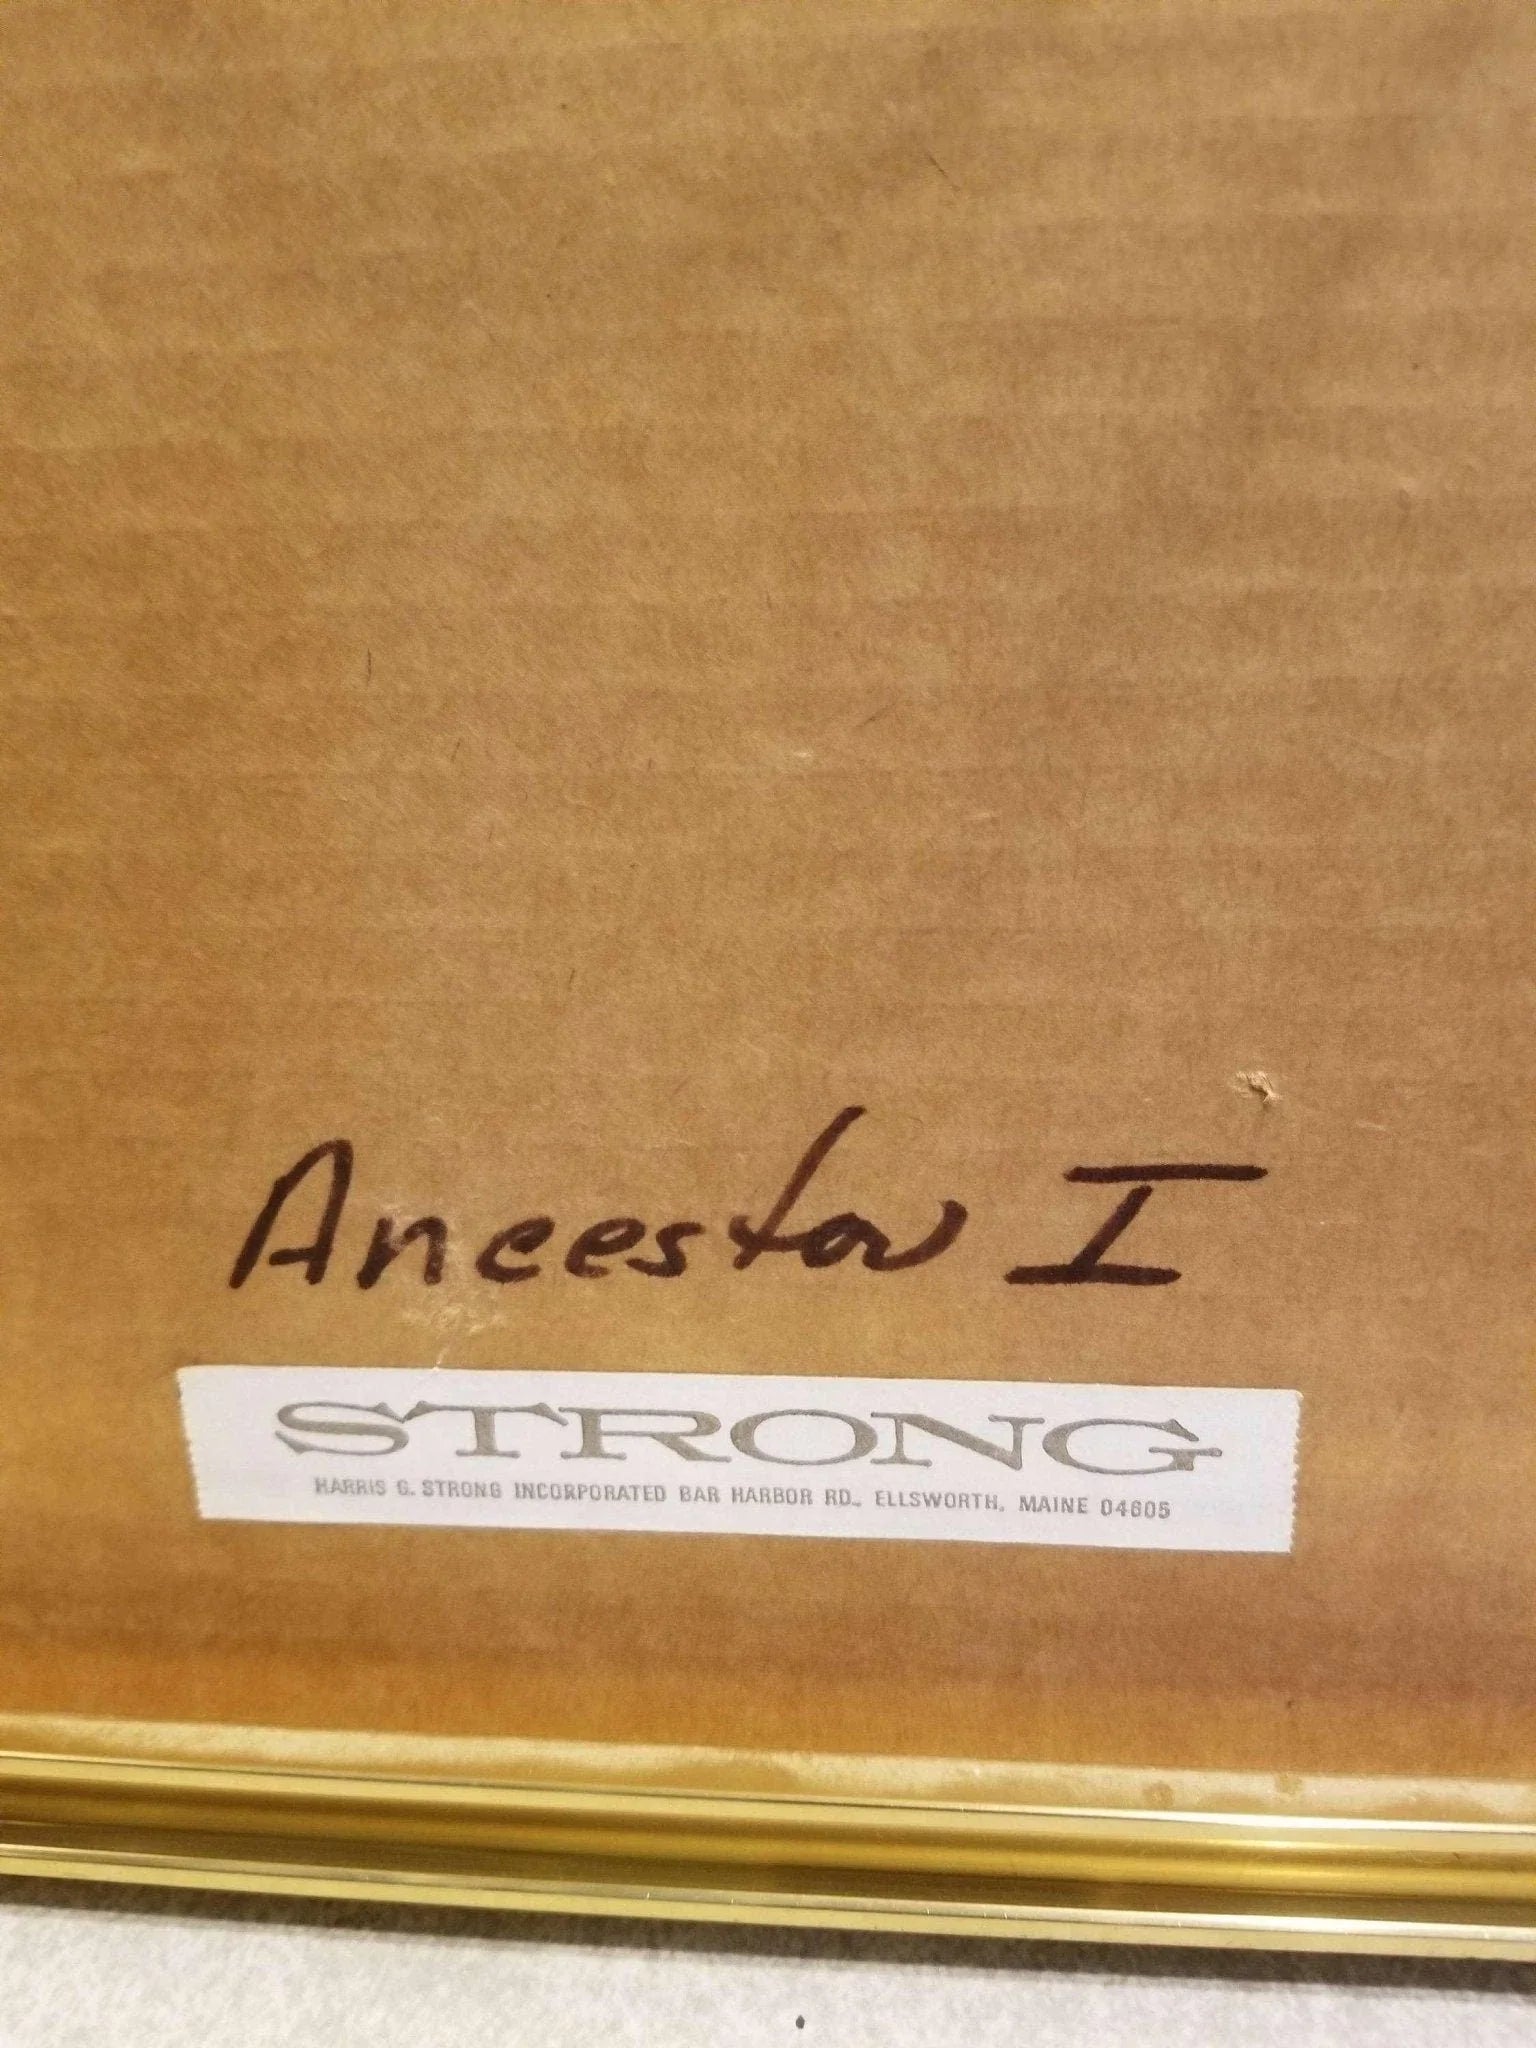 Ancestor I
STRONG
HARRIS G. STRONG INCORPORATED BAR HARBOR RD., ELLSWORTH, MAINE 04605